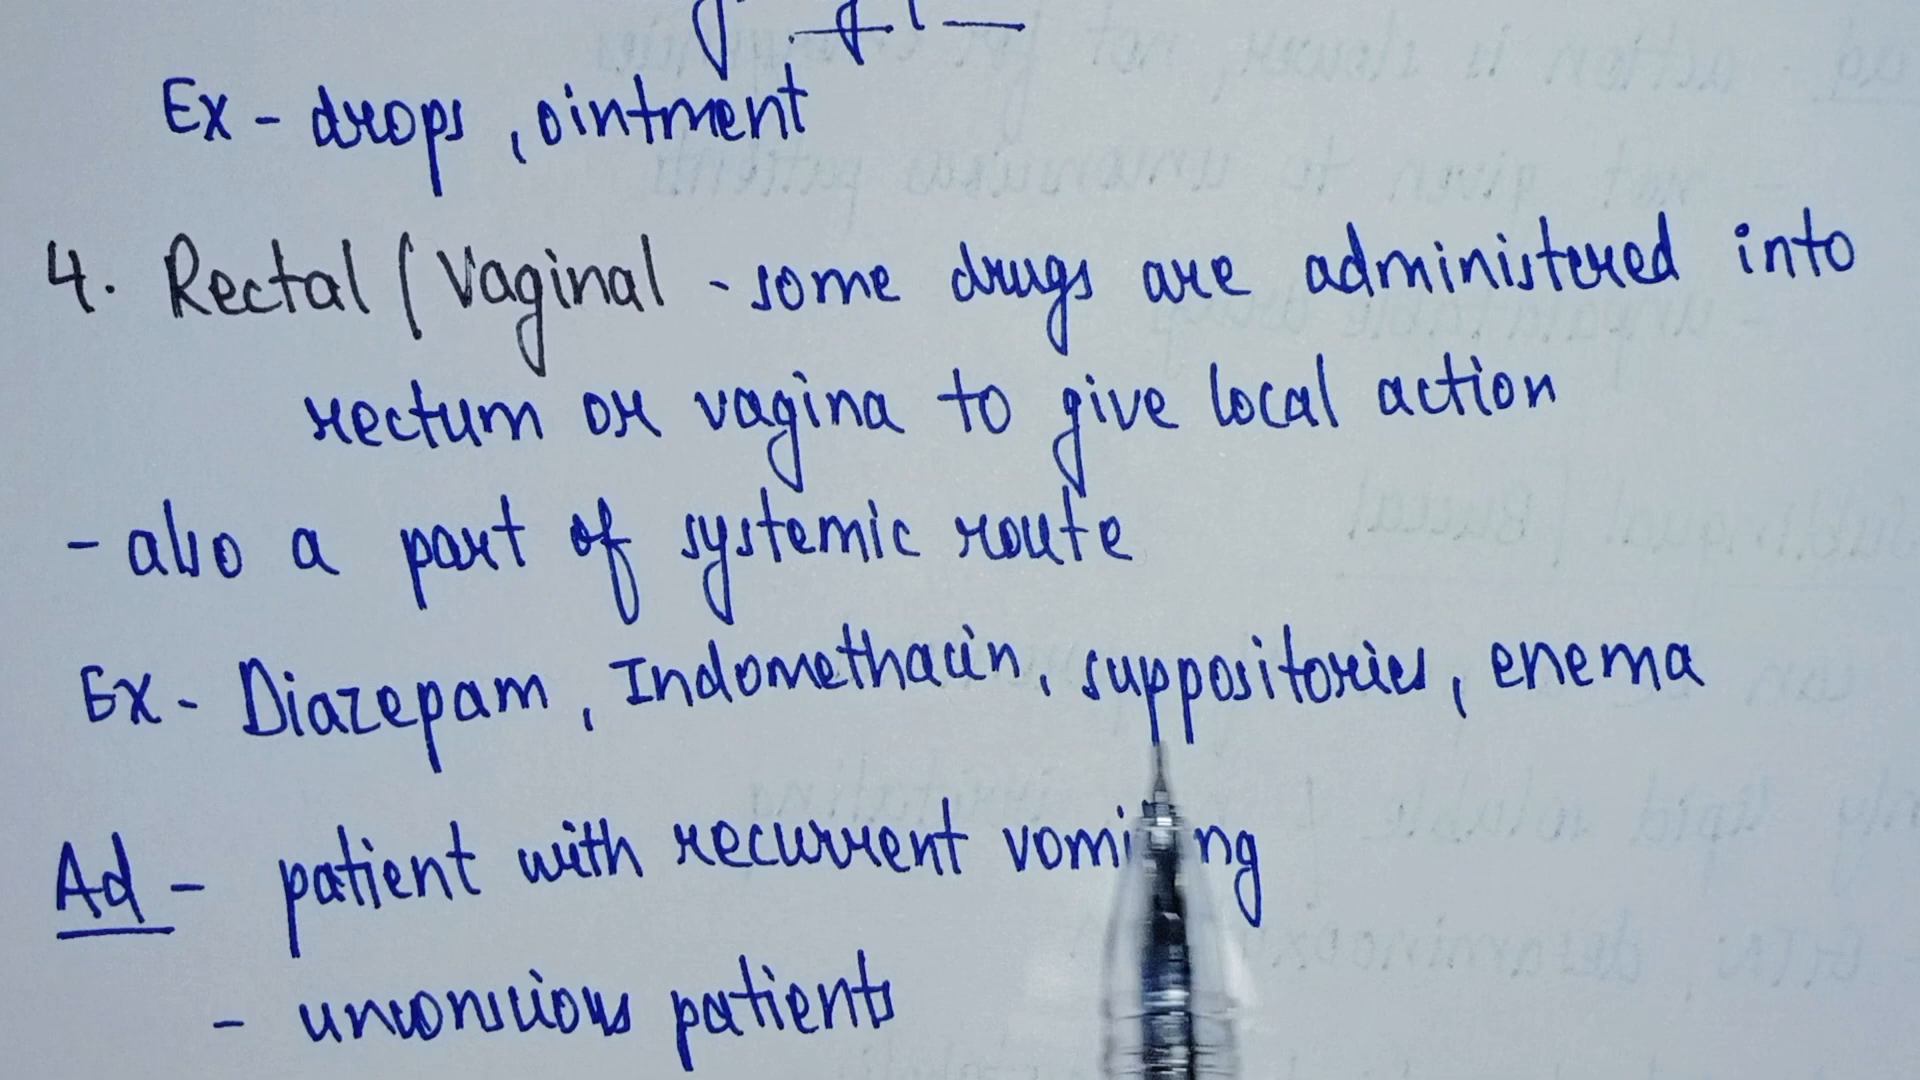 Ex - drops, ointment
4. Rectal / Vaginal - some drugs are administered into
rectum or vagina to give local action
- also a part of systemic route
Ex - Diazepam, Indomethacin, suppositories, enema
Ad - patient with recurrent vomiting
- unconscious patients